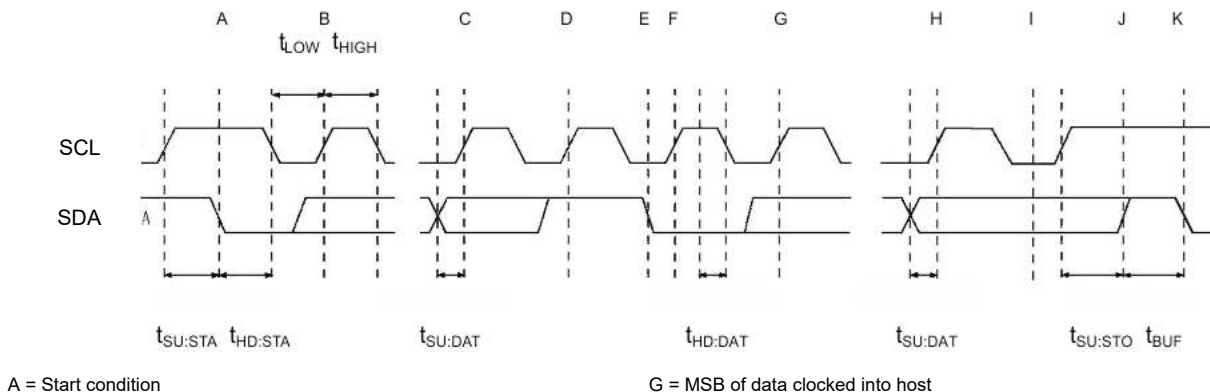 A B C D E F G H I J K
tLOW tHIGH
SCL
SDA
A
tSU:STA tHD:STA tSU:DAT tHD:DAT tSU:DAT tSU:STO tBUF
A = Start condition G = MSB of data clocked into host